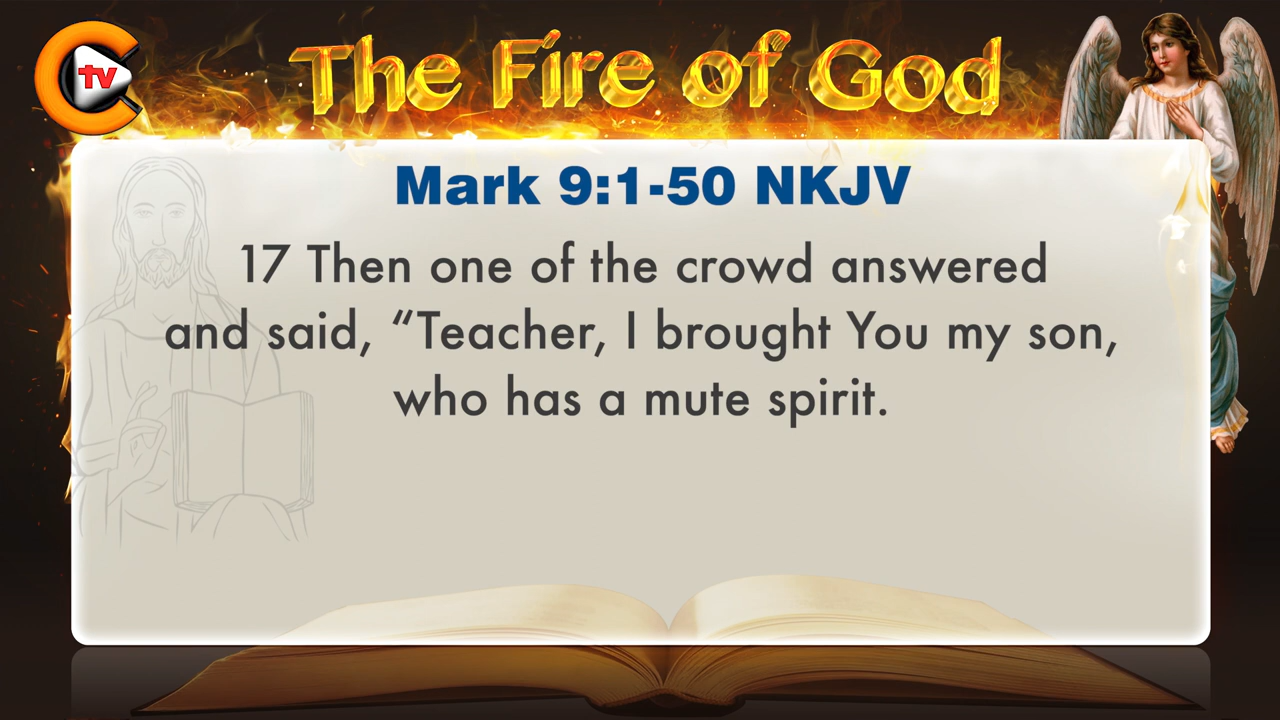 tv
The Fire of God
Mark 9:1-50 NKJV
17 Then one of the crowd answered
and said, “Teacher, I brought You my son,
who has a mute spirit.